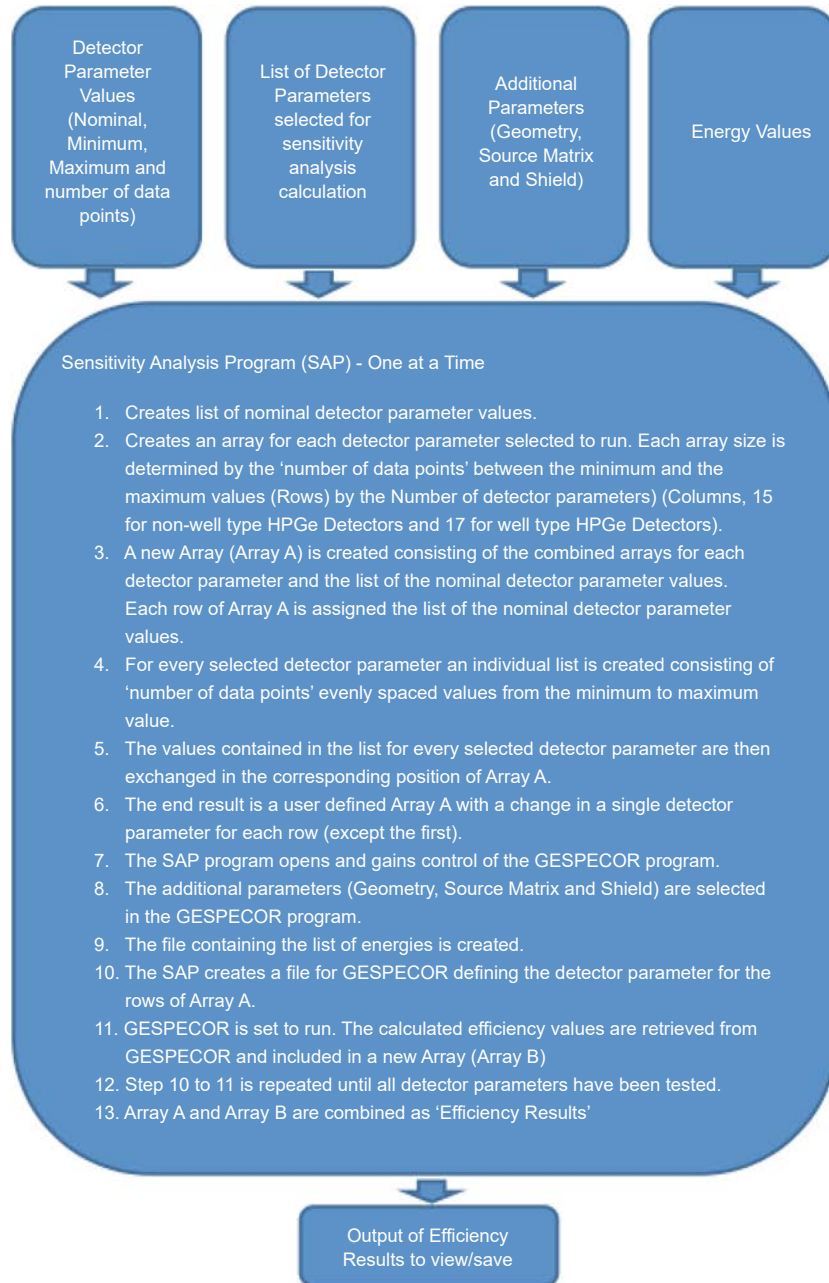 Detector
Parameter
Values
(Nominal,
Minimum,
Maximum and
number of data
points)
List of Detector
Parameters
selected for
sensitivity
analysis
calculation
Additional
Parameters
(Geometry,
Source Matrix
and Shield)
Energy Values
Sensitivity Analysis Program (SAP) - One at a Time
1. Creates list of nominal detector parameter values.
2. Creates an array for each detector parameter selected to run. Each array size is
determined by the ‘number of data points’ between the minimum and the
maximum values (Rows) by the Number of detector parameters) (Columns, 15
for non-well type HPGe Detectors and 17 for well type HPGe Detectors).
3. A new Array (Array A) is created consisting of the combined arrays for each
detector parameter and the list of the nominal detector parameter values.
Each row of Array A is assigned the list of the nominal detector parameter
values.
4. For every selected detector parameter an individual list is created consisting of
‘number of data points’ evenly spaced values from the minimum to maximum
value.
5. The values contained in the list for every selected detector parameter are then
exchanged in the corresponding position of Array A.
6. The end result is a user defined Array A with a change in a single detector
parameter for each row (except the first).
7. The SAP program opens and gains control of the GESPECOR program.
8. The additional parameters (Geometry, Source Matrix and Shield) are selected
in the GESPECOR program.
9. The file containing the list of energies is created.
10. The SAP creates a file for GESPECOR defining the detector parameter for the
rows of Array A.
11. GESPECOR is set to run. The calculated efficiency values are retrieved from
GESPECOR and included in a new Array (Array B)
12. Step 10 to 11 is repeated until all detector parameters have been tested.
13. Array A and Array B are combined as ‘Efficiency Results’
Output of Efficiency
Results to view/save